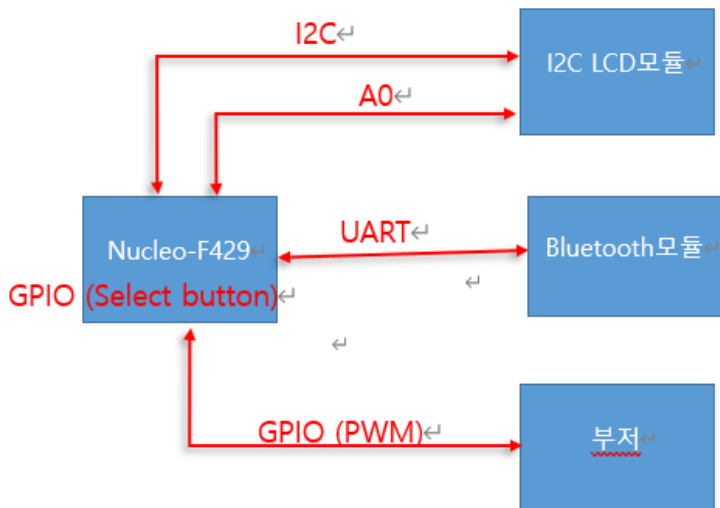 I2C
I2C LCD모듈
A0
Nucleo-F429
UART
Bluetooth모듈
GPIO (Select button)
GPIO (PWM)
부저